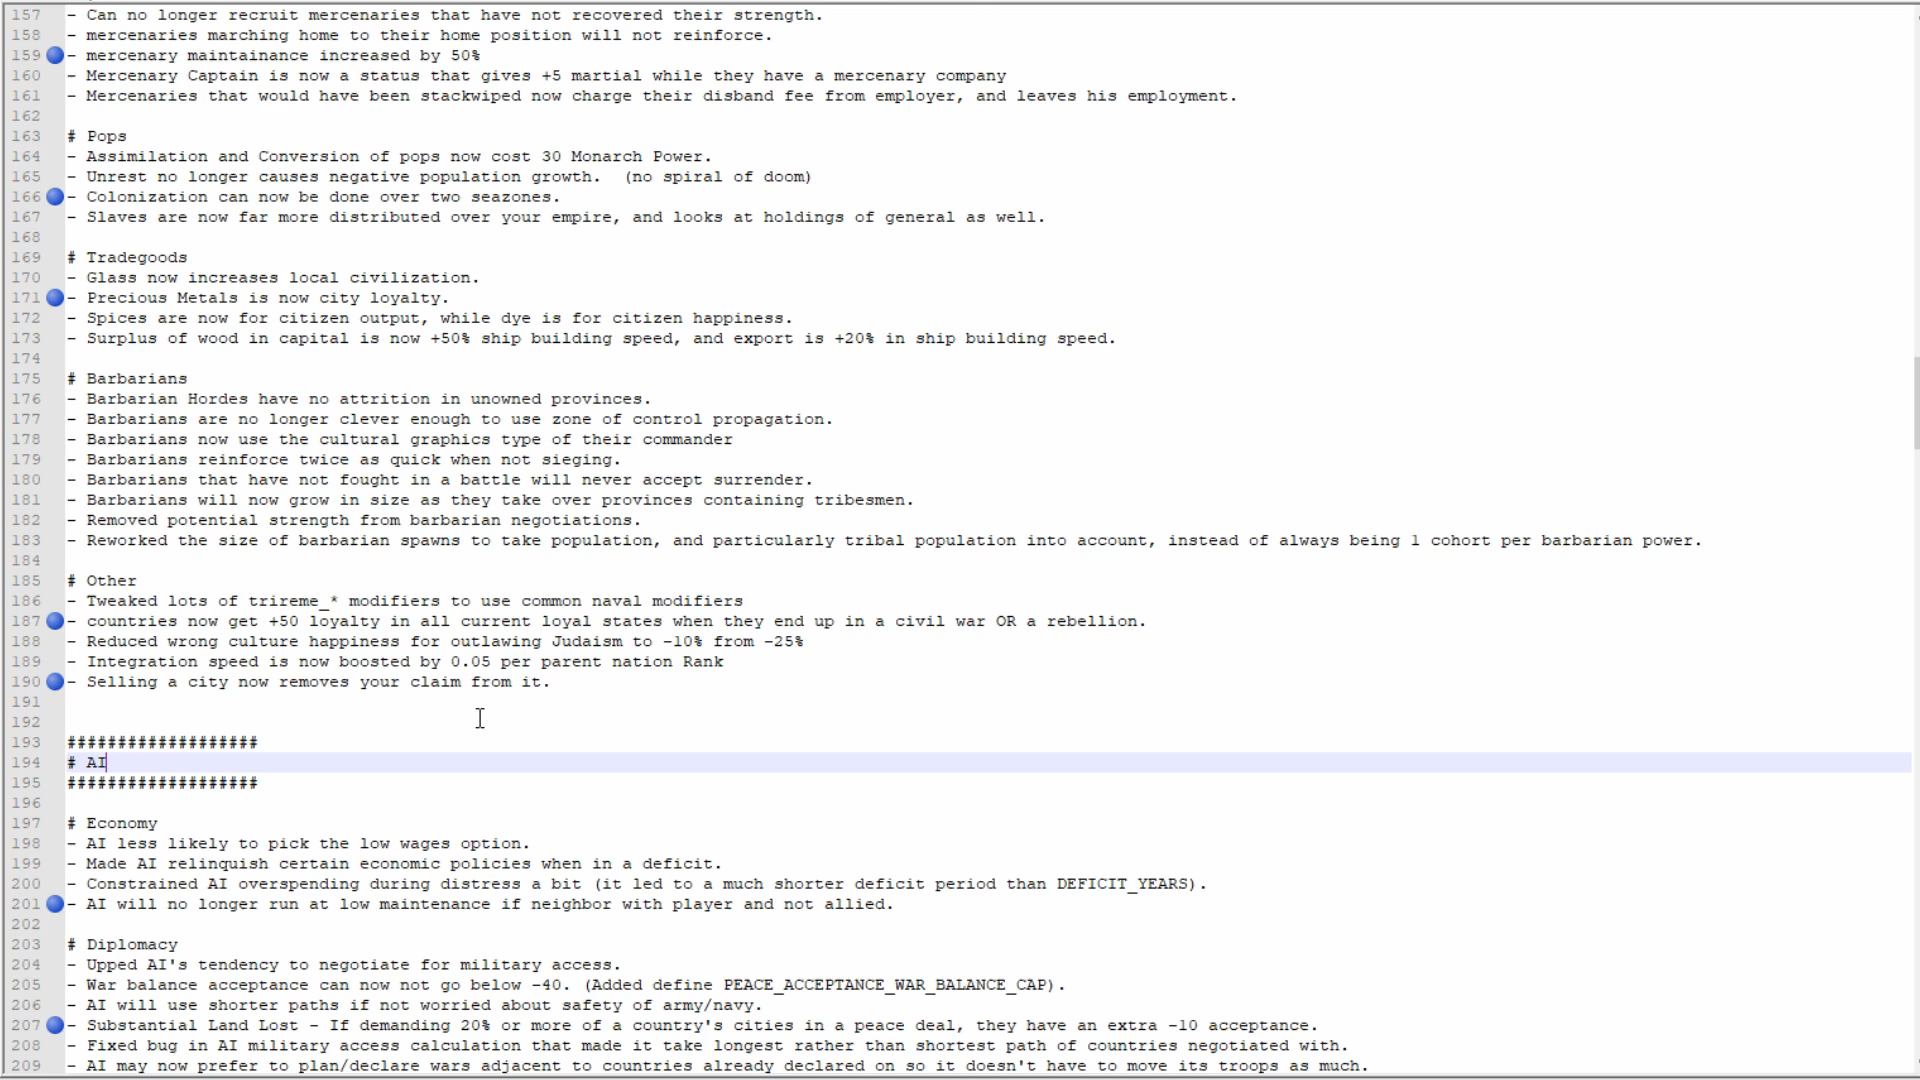 157 - Can no longer recruit mercenaries that have not recovered their strength.
158 - mercenaries marching home to their home position will not reinforce.
159 - mercenary maintainance increased by 50%
160 - Mercenary Captain is now a status that gives +5 martial while they have a mercenary company
161 - Mercenaries that would have been stackwiped now charge their disband fee from employer, and leaves his employment.
162
163 # Pops
164 - Assimilation and Conversion of pops now cost 30 Monarch Power.
165 - Unrest no longer causes negative population growth.  (no spiral of doom)
166 - Colonization can now be done over two seazones.
167 - Slaves are now far more distributed over your empire, and looks at holdings of general as well.
168
169 # Tradegoods
170 - Glass now increases local civilization.
171 - Precious Metals is now city loyalty.
172 - Spices are now for citizen output, while dye is for citizen happiness.
173 - Surplus of wood in capital is now +50% ship building speed, and export is +20% in ship building speed.
174
175 # Barbarians
176 - Barbarian Hordes have no attrition in unowned provinces.
177 - Barbarians are no longer clever enough to use zone of control propagation.
178 - Barbarians now use the cultural graphics type of their commander
179 - Barbarians reinforce twice as quick when not sieging.
180 - Barbarians that have not fought in a battle will never accept surrender.
181 - Barbarians will now grow in size as they take over provinces containing tribesmen.
182 - Removed potential strength from barbarian negotiations.
183 - Reworked the size of barbarian spawns to take population, and particularly tribal population into account, instead of always being 1 cohort per barbarian power.
184
185 # Other
186 - Tweaked lots of trireme_* modifiers to use common naval modifiers
187 - countries now get +50 loyalty in all current loyal states when they end up in a civil war OR a rebellion.
188 - Reduced wrong culture happiness for outlawing Judaism to -10% from -25%
189 - Integration speed is now boosted by 0.05 per parent nation Rank
190 - Selling a city now removes your claim from it.
191
192
193 ###################
194 # AI
195 ###################
196
197 # Economy
198 - AI less likely to pick the low wages option.
199 - Made AI relinquish certain economic policies when in a deficit.
200 - Constrained AI overspending during distress a bit (it led to a much shorter deficit period than DEFICIT_YEARS).
201 - AI will no longer run at low maintenance if neighbor with player and not allied.
202
203 # Diplomacy
204 - Upped AI's tendency to negotiate for military access.
205 - War balance acceptance can now not go below -40. (Added define PEACE_ACCEPTANCE_WAR_BALANCE_CAP).
206 - AI will use shorter paths if not worried about safety of army/navy.
207 - Substantial Land Lost - If demanding 20% or more of a country's cities in a peace deal, they have an extra -10 acceptance.
208 - Fixed bug in AI military access calculation that made it take longest rather than shortest path of countries negotiated with.
209 - AI may now prefer to plan/declare wars adjacent to countries already declared on so it doesn't have to move its troops as much.